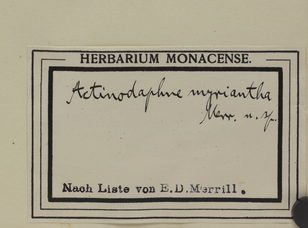 HERBARIUM MONACENSE.
Actinodaphne myriantha
Merr. n. sp.
Nach Liste von E.D.Merrill.